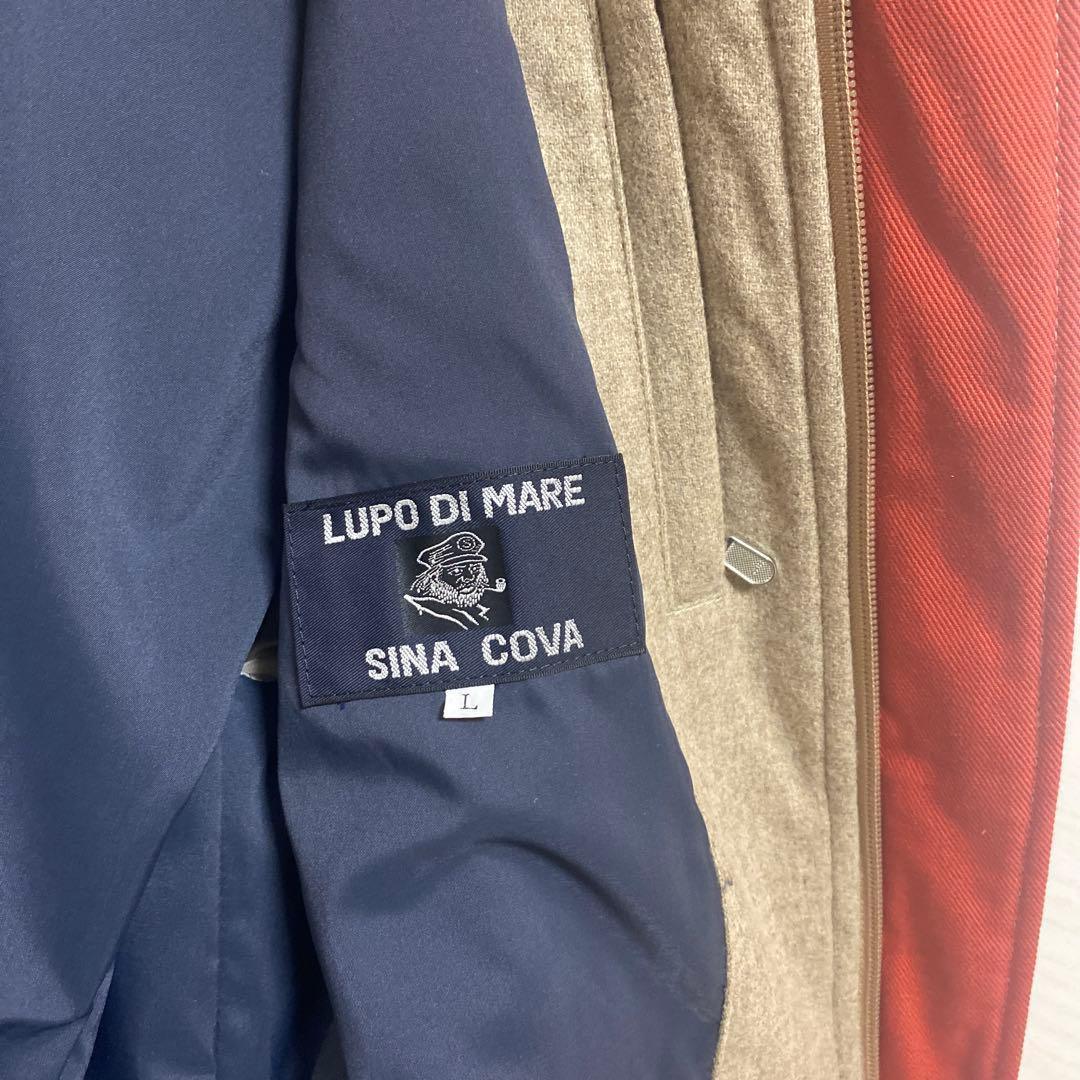 LUPO DI MARE
S
SINA COVA
L